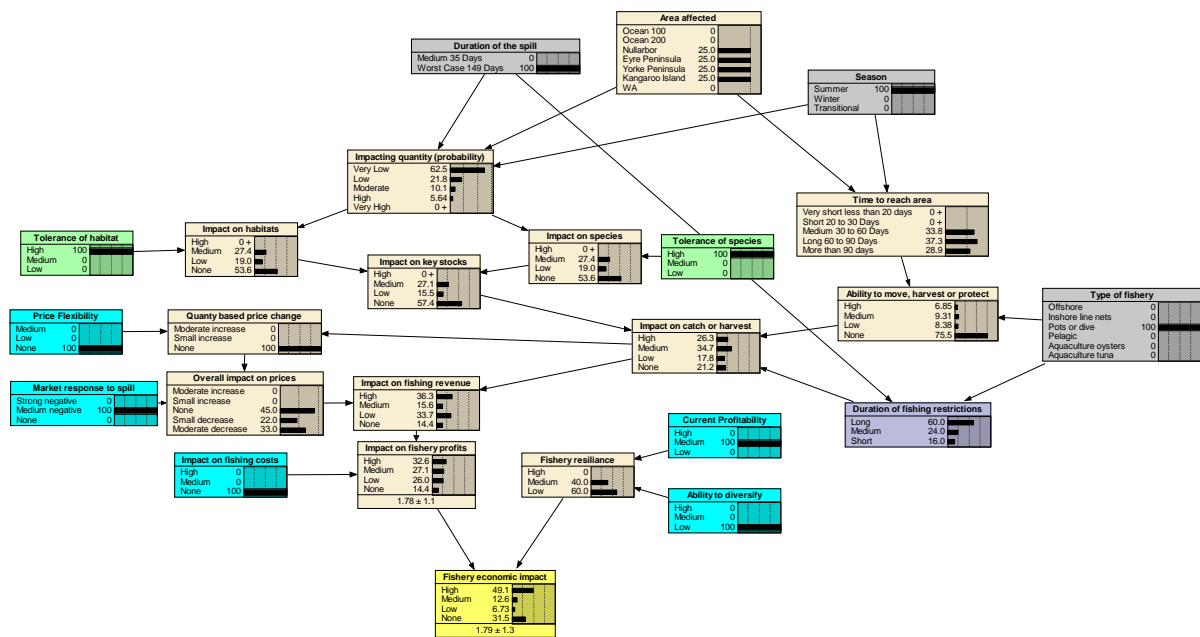 Area affected
Ocean 100 0
Ocean 200 0
Nullarbor 25.0
Eyre Peninsula 25.0
Yorke Peninsula 25.0
Kangaroo Island 25.0
WA 0
Duration of the spill
Medium 35 Days 0
Worst Case 149 Days 100
Season
Summer 100
Winter 0
Transitional 0
Impacting quantity (probability)
Very Low 62.5
Low 21.8
Moderate 10.1
High 5.64
Very High 0 +
Time to reach area
Very short less than 20 days 0 +
Short 20 to 30 Days 0 +
Medium 30 to 60 Days 33.8
Long 60 to 90 Days 37.3
More than 90 days 28.9
Tolerance of habitat
High 100
Medium 0
Low 0
Impact on habitats
High 0 +
Medium 27.4
Low 19.0
None 53.6
Impact on species
High 0 +
Medium 27.4
Low 19.0
None 53.6
Tolerance of species
High 100
Medium 0
Low 0
Impact on key stocks
High 0 +
Medium 27.1
Low 15.5
None 57.4
Ability to move, harvest or protect
High 6.85
Medium 9.31
Low 8.38
None 75.5
Type of fishery
Offshore 0
Inshore line nets 0
Pots or dive 100
Pelagic 0
Aquaculture oysters 0
Aquaculture tuna 0
Price Flexibility
Medium 0
Low 0
None 100
Quanty based price change
Moderate increase 0
Small increase 0
None 100
Impact on catch or harvest
High 26.3
Medium 34.7
Low 17.8
None 21.2
Market response to spill
Strong negative 0
Medium negative 100
None 0
Overall impact on prices
Moderate increase 0
Small increase 0
None 45.0
Small decrease 22.0
Moderate decrease 33.0
Impact on fishing revenue
High 36.3
Medium 15.6
Low 33.7
None 14.4
Duration of fishing restrictions
Long 60.0
Medium 24.0
Short 16.0
Current Profitability
High 0
Medium 100
Low 0
Impact on fishing costs
High 0
Medium 0
None 100
Impact on fishery profits
High 32.6
Medium 27.1
Low 26.0
None 14.4
1.78 ± 1.1
Fishery resiliance
High 0
Medium 40.0
Low 60.0
Ability to diversify
High 0
Medium 0
Low 100
Fishery economic impact
High 49.1
Medium 12.6
Low 6.73
None 31.5
1.79 ± 1.3